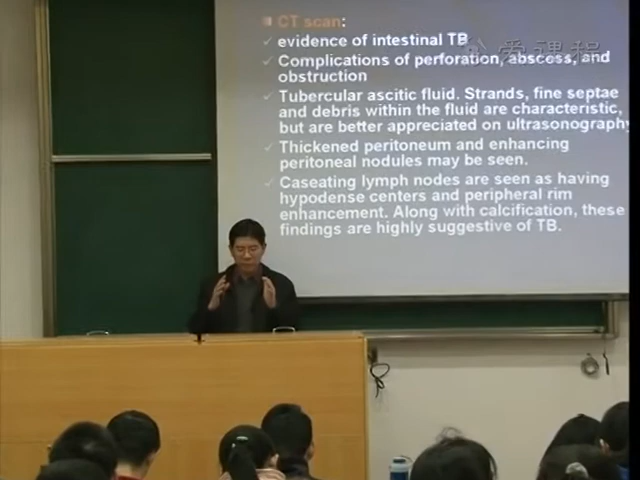 CT scan:
evidence of intestinal TB
Complications of perforation, abscess, and
obstruction
Tubercular ascitic fluid. Strands, fine septae
and debris within the fluid are characteristic,
but are better appreciated on ultrasonography
Thickened peritoneum and enhancing
peritoneal nodules may be seen.
Caseating lymph nodes are seen as having
hypodense centers and peripheral rim
enhancement. Along with calcification, these
findings are highly suggestive of TB.
爱课程